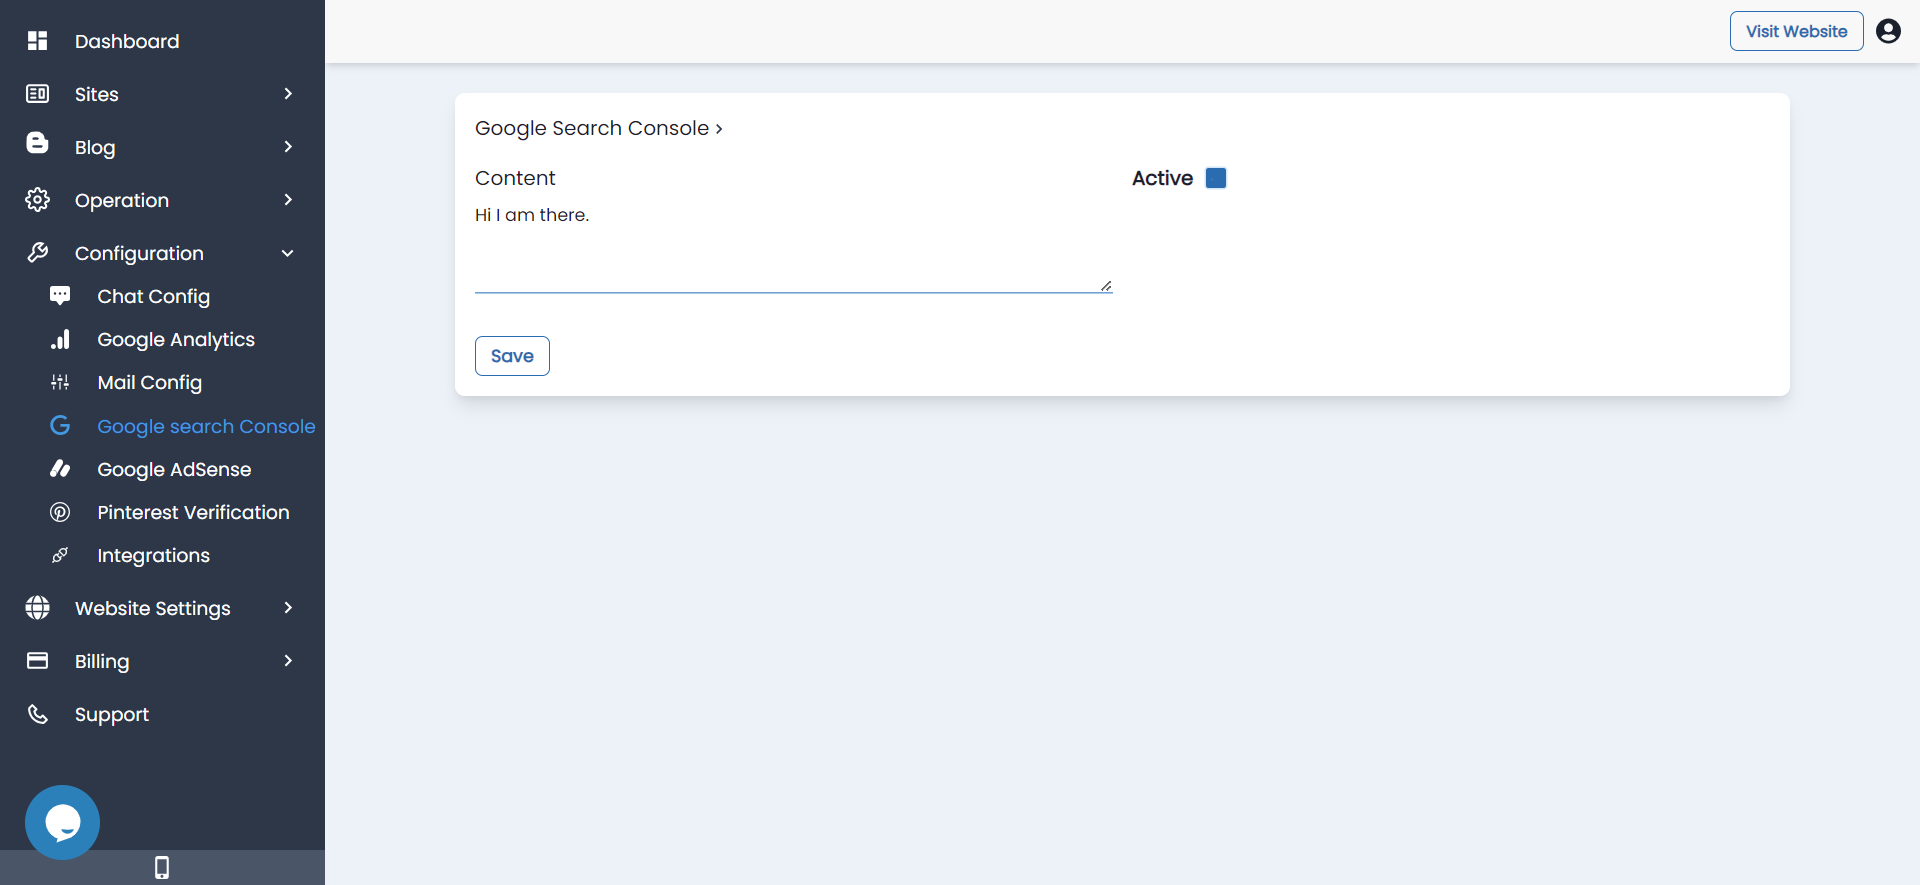 Dashboard
Sites
Blog
Operation
Configuration
Chat Config
Google Analytics
Mail Config
Google search Console
Google AdSense
Pinterest Verification
Integrations
Website Settings
Billing
Support
Visit Website
Google Search Console ›
Content
Active
Hi I am there.
Save